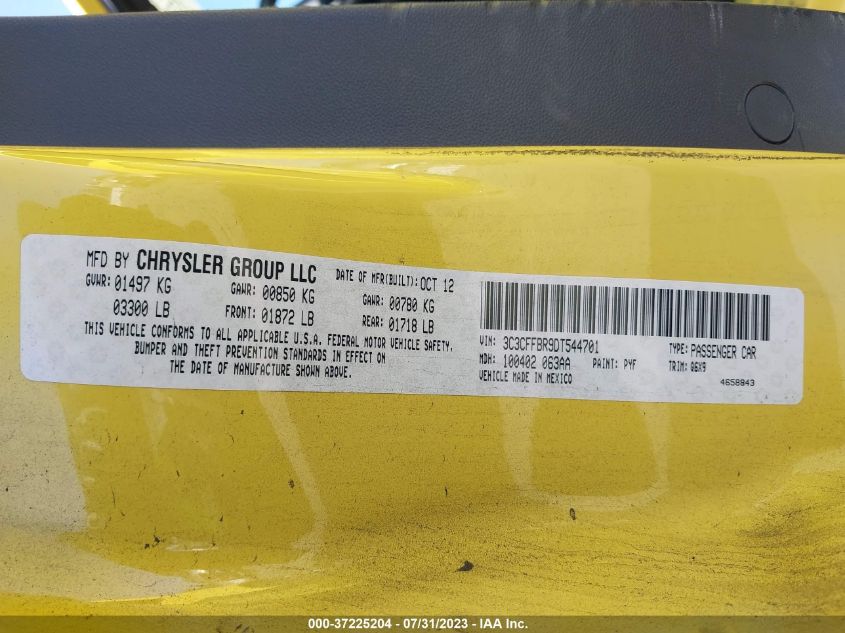 MFD BY CHRYSLER GROUP LLC DATE OF MFR(BUILT): OCT 12
GVWR: 01497 KG GAWR: 00850 KG GAWR: 00780 KG
03300 LB FRONT: 01872 LB REAR: 01718 LB
THIS VEHICLE CONFORMS TO ALL APPLICABLE U.S.A. FEDERAL MOTOR VEHICLE SAFETY.
BUMPER AND THEFT PREVENTION STANDARDS IN EFFECT ON
THE DATE OF MANUFACTURE SHOWN ABOVE.
VIN: 3C3CFFBR9DT544701 TYPE: PASSENGER CAR
MDH: 100402 063AA PAINT: PYF TRIM: Q6X9
VEHICLE MADE IN MEXICO 4658843
000-37225204 - 07/31/2023 - IAA Inc.